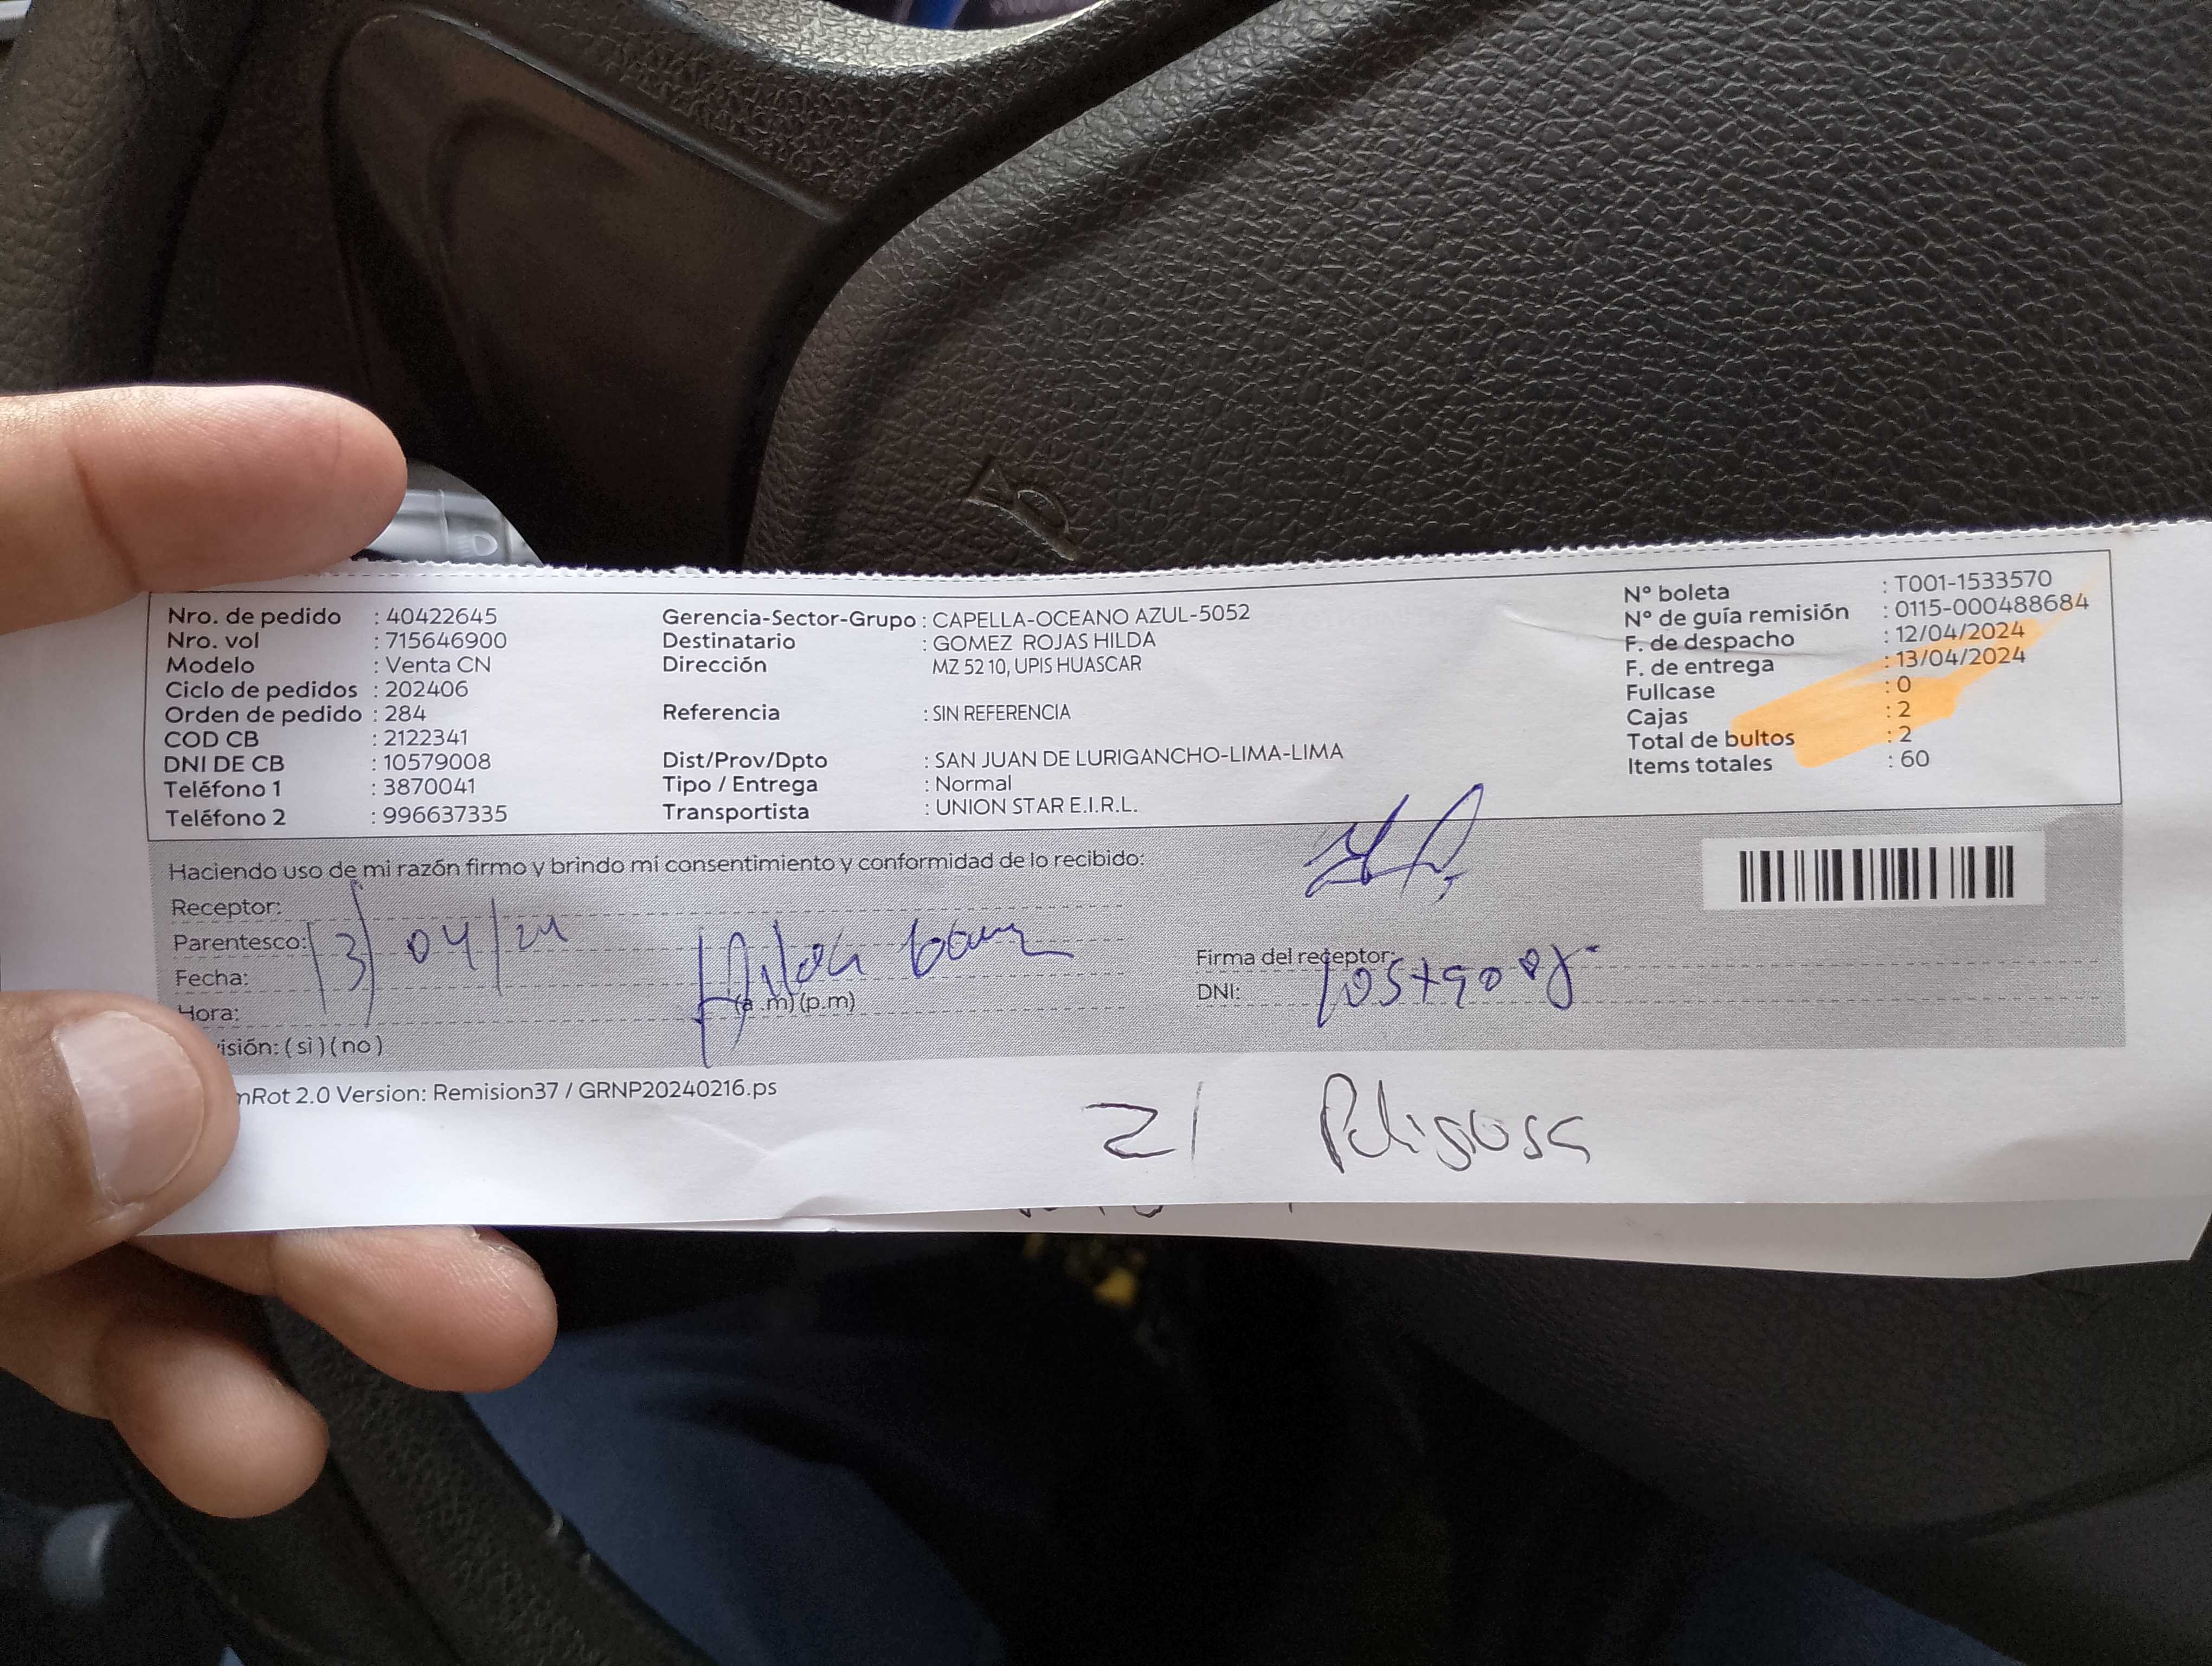 Nro. de pedido : 40422645
Nro. vol : 715646900
Modelo : Venta CN
Ciclo de pedidos : 202406
Orden de pedido : 284
COD CB : 2122341
DNI DE CB : 10579008
Teléfono 1 : 3870041
Teléfono 2 : 996637335
Gerencia-Sector-Grupo : CAPELLA-OCEANO AZUL-5052
Destinatario : GOMEZ ROJAS HILDA
Dirección MZ 52 10, UPIS HUASCAR
Referencia : SIN REFERENCIA
Dist/Prov/Dpto : SAN JUAN DE LURIGANCHO-LIMA-LIMA
Tipo / Entrega : Normal
Transportista : UNION STAR E.I.R.L.
Nº boleta : T001-1533570
Nº de guía remisión : 0115-000488684
F. de despacho : 12/04/2024
F. de entrega : 13/04/2024
Fullcase : 0
Cajas : 2
Total de bultos : 2
Items totales : 60
Haciendo uso de mi razón firmo y brindo mi consentimiento y conformidad de lo recibido:
Receptor:
Parentesco:
Fecha: 13/04/24
Hora: (a.m) (p.m)
isión: (sì) (no)
Firma del receptor:
DNI:
mRot 2.0 Version: Remision37 / GRNP20240216.ps